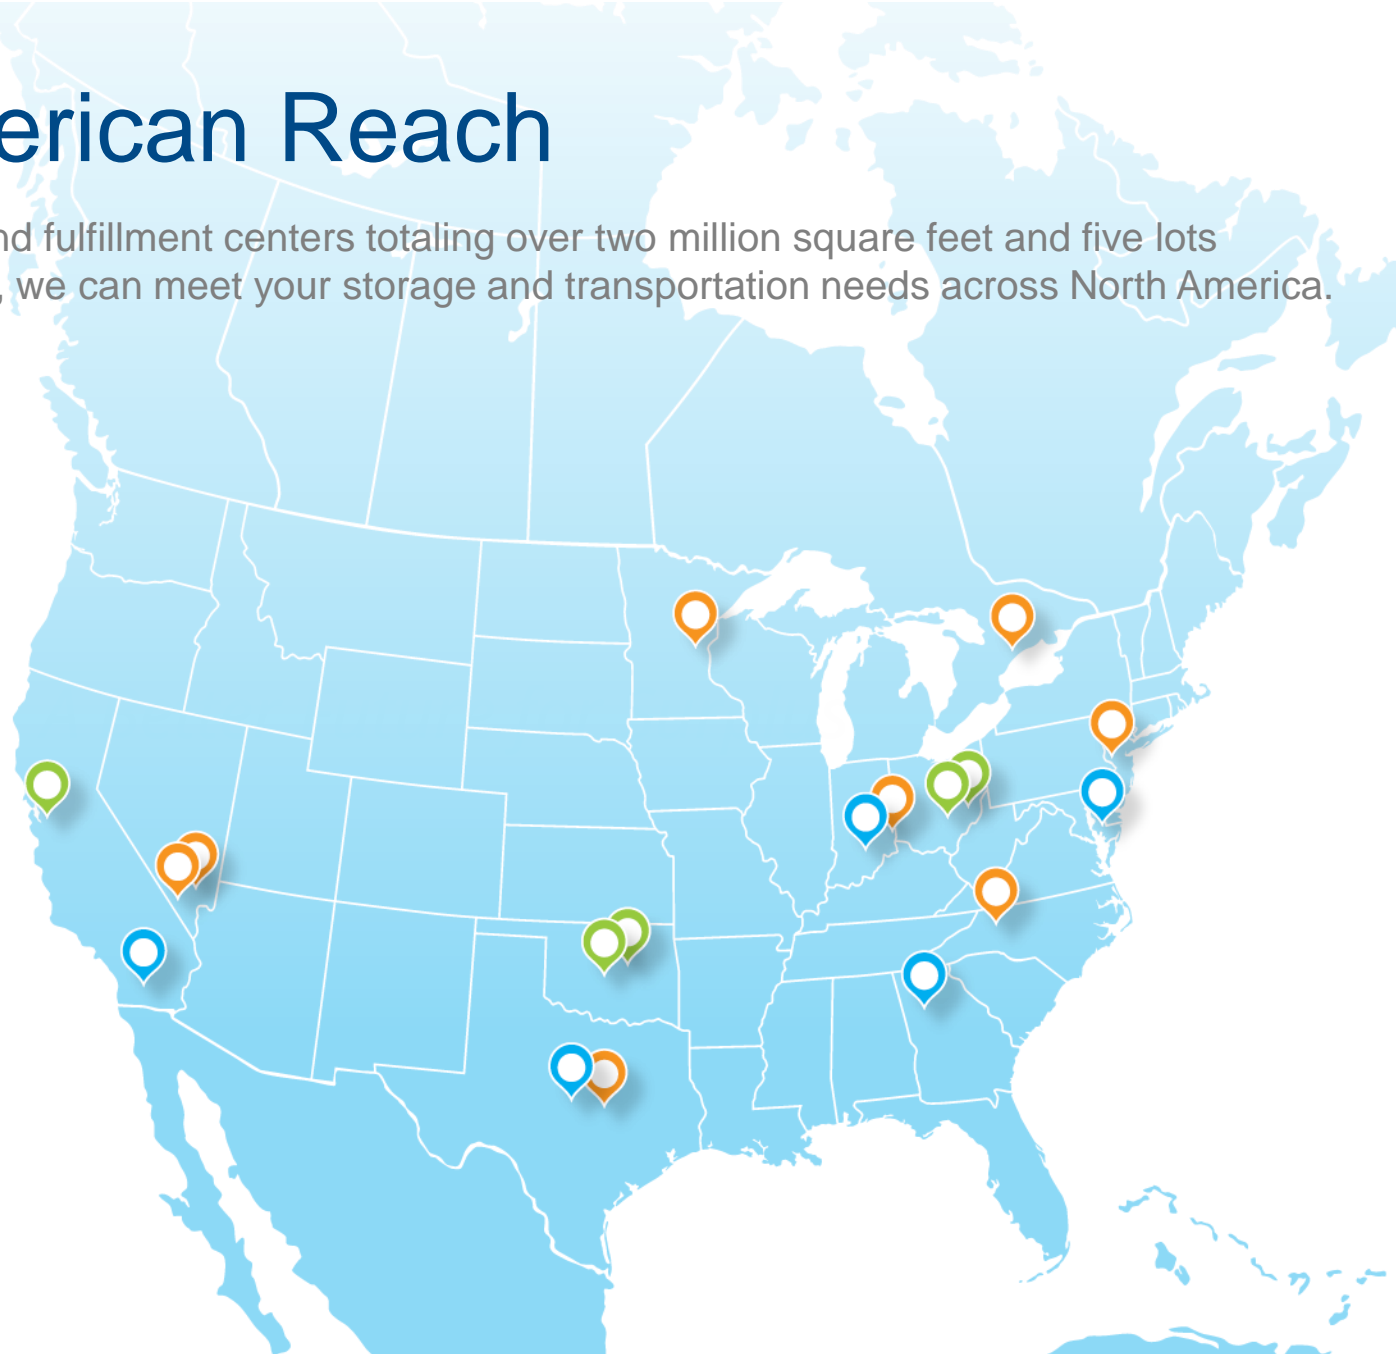 erican Reach
nd fulfillment centers totaling over two million square feet and five lots
, we can meet your storage and transportation needs across North America.